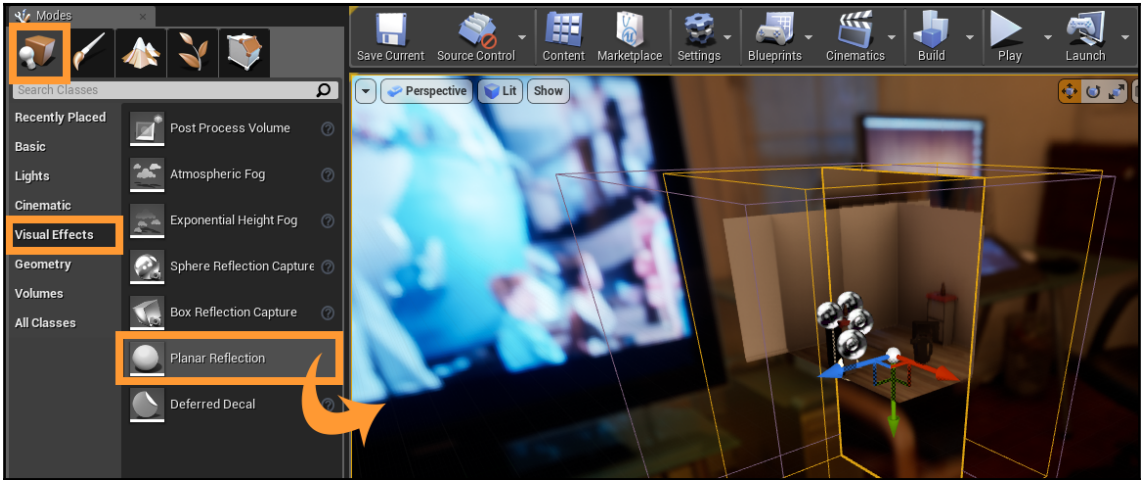 Modes
Save Current
Source Control
Content
Marketplace
Settings
Blueprints
Cinematics
Build
Play
Launch
Search Classes
Perspective
Lit
Show
Recently Placed
Basic
Lights
Cinematic
Visual Effects
Geometry
Volumes
All Classes
Post Process Volume
Atmospheric Fog
Exponential Height Fog
Sphere Reflection Capture
Box Reflection Capture
Planar Reflection
Deferred Decal